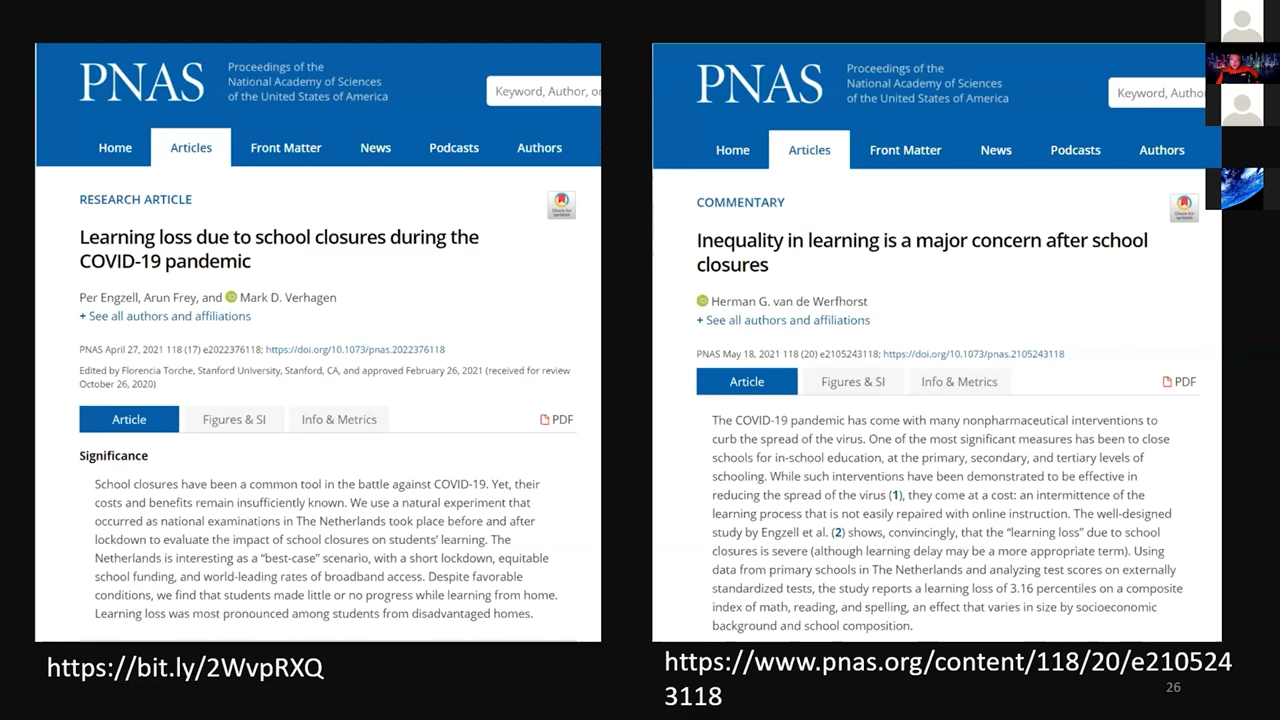 PNAS
Proceedings of the
National Academy of Sciences
of the United States of America
Keyword, Author, or
Home
Articles
Front Matter
News
Podcasts
Authors
RESEARCH ARTICLE
Check for
updates
Learning loss due to school closures during the
COVID-19 pandemic
Per Engzell, Arun Frey, and Mark D. Verhagen
+ See all authors and affiliations
PNAS April 27, 2021 118 (17) e2022376118; https://doi.org/10.1073/pnas.2022376118
Edited by Florencia Torche, Stanford University, Stanford, CA, and approved February 26, 2021 (received for review
October 26, 2020)
Article
Figures & SI
Info & Metrics
PDF
Significance
School closures have been a common tool in the battle against COVID-19. Yet, their
costs and benefits remain insufficiently known. We use a natural experiment that
occurred as national examinations in The Netherlands took place before and after
lockdown to evaluate the impact of school closures on students' learning. The
Netherlands is interesting as a "best-case" scenario, with a short lockdown, equitable
school funding, and world-leading rates of broadband access. Despite favorable
conditions, we find that students made little or no progress while learning from home.
Learning loss was most pronounced among students from disadvantaged homes.
https://bit.ly/2WvpRXQ
PNAS
Proceedings of the
National Academy of Sciences
of the United States of America
Keyword, Autho
Home
Articles
Front Matter
News
Podcasts
Authors
COMMENTARY
Check for
updates
Inequality in learning is a major concern after school
closures
Herman G. van de Werfhorst
+ See all authors and affiliations
PNAS May 18, 2021 118 (20) e2105243118; https://doi.org/10.1073/pnas.2105243118
Article
Figures & SI
Info & Metrics
PDF
The COVID-19 pandemic has come with many nonpharmaceutical interventions to
curb the spread of the virus. One of the most significant measures has been to close
schools for in-school education, at the primary, secondary, and tertiary levels of
schooling. While such interventions have been demonstrated to be effective in
reducing the spread of the virus (1), they come at a cost: an intermittence of the
learning process that is not easily repaired with online instruction. The well-designed
study by Engzell et al. (2) shows, convincingly, that the "learning loss" due to school
closures is severe (although learning delay may be a more appropriate term). Using
data from primary schools in The Netherlands and analyzing test scores on externally
standardized tests, the study reports a learning loss of 3.16 percentiles on a composite
index of math, reading, and spelling, an effect that varies in size by socioeconomic
background and school composition.
https://www.pnas.org/content/118/20/e210524
3118
26